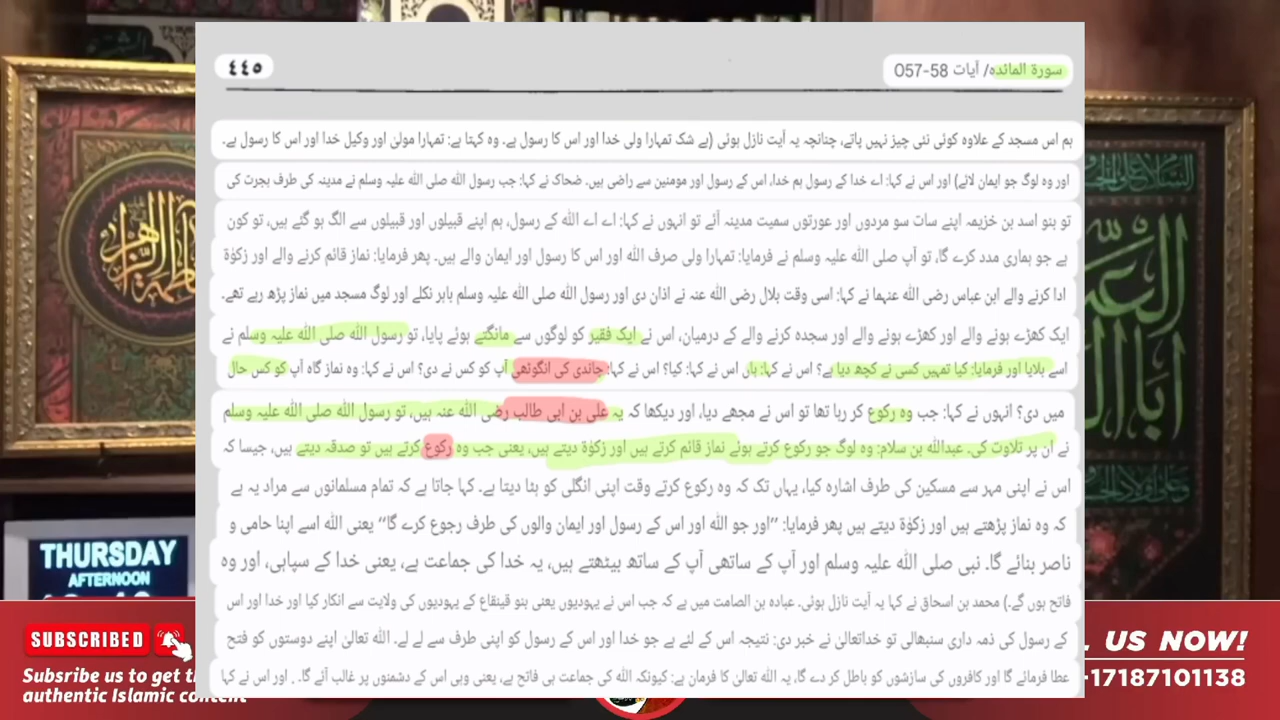 سورة المائدہ/ آیات 58-057
٤٤٥
ہم اس مسجد کے علاوہ کوئی نئی چیز نہیں پاتے، چنانچہ یہ آیت نازل ہوئی (بے شک تمہارا ولی خدا اور اس کا رسول ہے۔ وہ کہتا ہے: تمہارا مولیٰ اور وکیل خدا اور اس کا رسول ہے۔
اور وہ لوگ جو ایمان لائے) اور اس نے کہا: اے خدا کے رسول ہم خدا، اس کے رسول اور مومنین سے راضی ہیں۔ ضحاک نے کہا: جب رسول اللہ صلی اللہ علیہ وسلم نے مدینہ کی طرف ہجرت کی
تو بنو اسد بن خزیمہ اپنے سات سو مردوں اور عورتوں سمیت مدینہ آئے تو انہوں نے کہا: اے اے اللہ کے رسول، ہم اپنے قبیلوں اور قبیلوں سے الگ ہو گئے ہیں، تو کون
ہے جو ہماری مدد کرے گا، تو آپ صلی اللہ علیہ وسلم نے فرمایا: تمہارا ولی صرف اللہ اور اس کا رسول اور ایمان والے ہیں۔ پھر فرمایا: نماز قائم کرنے والے اور زکوٰۃ
ادا کرنے والے ابن عباس رضی اللہ عنہما نے کہا: اسی وقت بلال رضی اللہ عنہ نے اذان دی اور رسول اللہ صلی اللہ علیہ وسلم باہر نکلے اور لوگ مسجد میں نماز پڑھ رہے تھے۔
ایک کھڑے ہونے والے اور کھڑے ہونے والے اور سجدہ کرنے والے کے درمیان، اس نے ایک فقیر کو لوگوں سے مانگتے ہوئے پایا، تو رسول اللہ صلی اللہ علیہ وسلم نے
اسے بلایا اور فرمایا: کیا تمہیں کسی نے کچھ دیا ہے؟ اس نے کہا: ہاں، اس نے کہا: کیا؟ اس نے کہا: چاندی کی انگوٹھی آپ کو کس نے دی؟ اس نے کہا: وہ نماز گاہ آپ کو کس حال
میں دی؟ انہوں نے کہا: جب وہ رکوع کر رہا تھا تو اس نے مجھے دیا، اور دیکھا کہ یہ علی بن ابی طالب رضی اللہ عنہ ہیں، تو رسول اللہ صلی اللہ علیہ وسلم
نے ان پر تلاوت کی۔ عبداللہ بن سلام: وہ لوگ جو رکوع کرتے ہوئے نماز قائم کرتے ہیں اور زکوٰۃ دیتے ہیں، یعنی جب وہ رکوع کرتے ہیں تو صدقہ دیتے ہیں، جیسا کہ
اس نے اپنی مہر سے مسکین کی طرف اشارہ کیا، یہاں تک کہ وہ رکوع کرتے وقت اپنی انگلی کو ہٹا دیتا ہے۔ کہا جاتا ہے کہ تمام مسلمانوں سے مراد یہ ہے
کہ وہ نماز پڑھتے ہیں اور زکوٰۃ دیتے ہیں پھر فرمایا: ”اور جو اللہ اور اس کے رسول اور ایمان والوں کی طرف رجوع کرے گا“ یعنی اللہ اسے اپنا حامی و
ناصر بنائے گا۔ نبی صلی اللہ علیہ وسلم اور آپ کے ساتھی آپ کے ساتھ بیٹھتے ہیں، یہ خدا کی جماعت ہے، یعنی خدا کے سپاہی، اور وہ
فاتح ہوں گے۔) محمد بن اسحاق نے کہا یہ آیت نازل ہوئی۔ عبادہ بن الصامت میں ہے کہ جب اس نے یہودیوں یعنی بنو قینقاع کے یہودیوں کی ولایت سے انکار کیا اور خدا اور اس
کے رسول کی ذمہ داری سنبھالی تو خداتعالیٰ نے خبر دی: نتیجہ اس کے لئے ہے جو خدا اور اس کے رسول کو اپنی طرف سے لے لے۔ اللہ تعالیٰ اپنے دوستوں کو فتح
عطا فرمائے گا اور کافروں کی سازشوں کو باطل کر دے گا، یہ اللہ تعالیٰ کا فرمان ہے: کیونکہ اللہ کی جماعت ہی فاتح ہے، یعنی وہی اس کے دشمنوں پر غالب آئے گا۔ . اور اس نے کہا
THURSDAY
AFTERNOON
SUBSCRIBED
Subsribe us to get th
authentic Islamic content
US NOW!
-17187101138